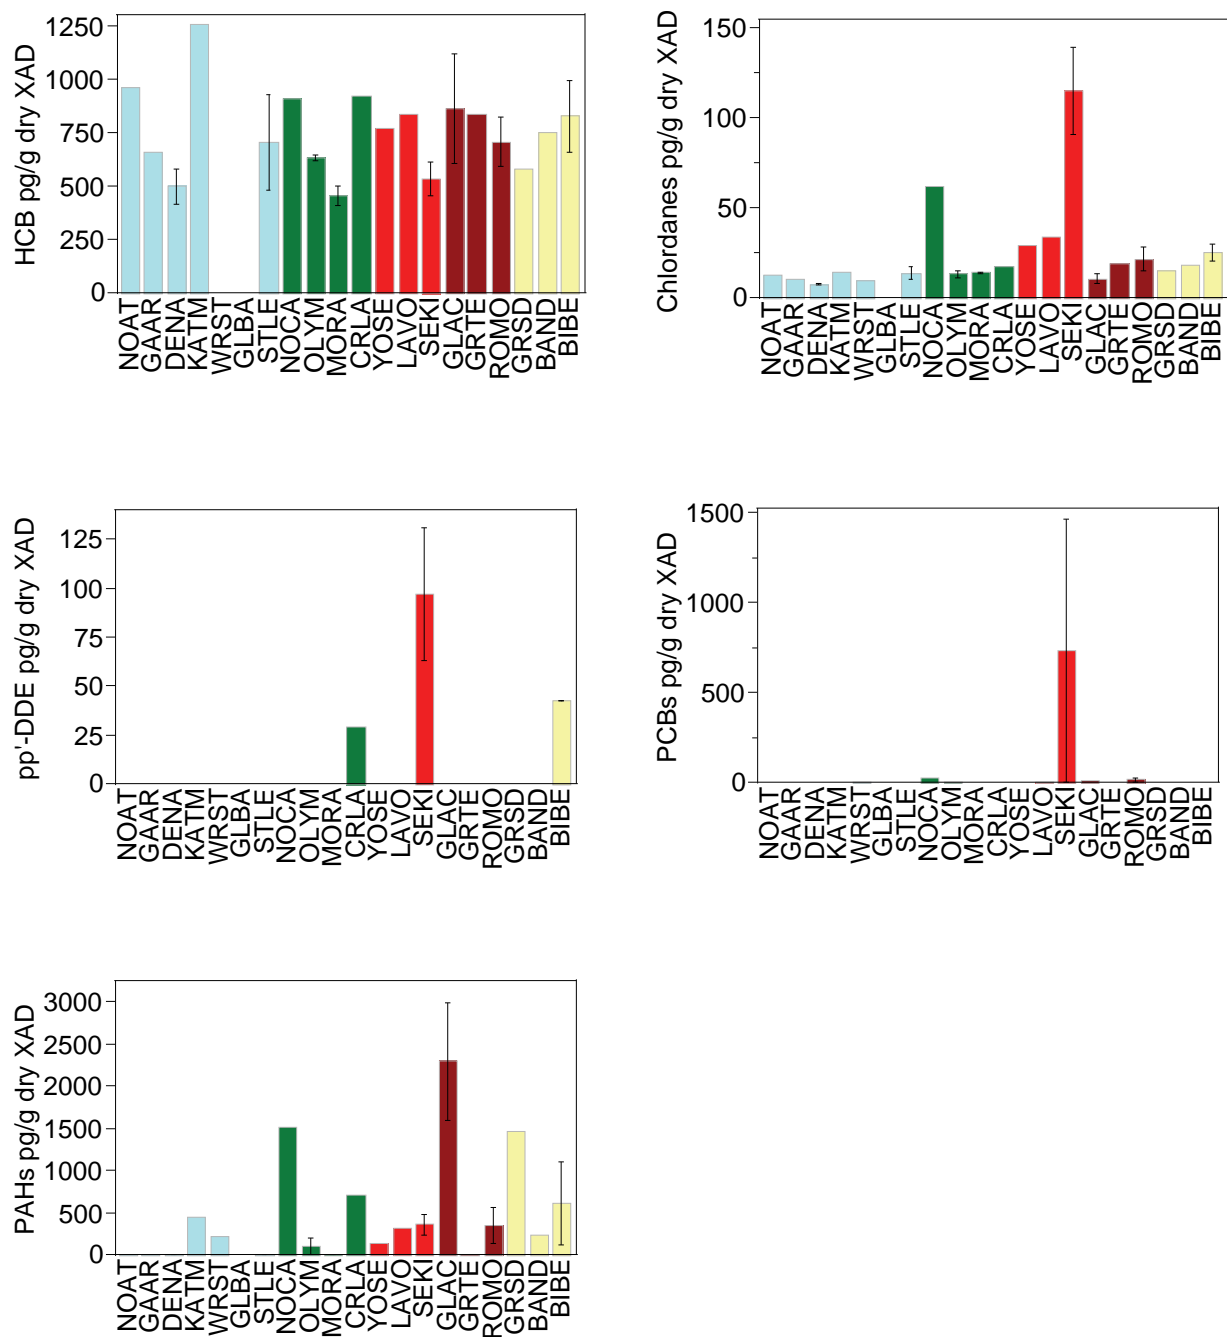 HCB pg/g dry XAD
1250
1000
750
500
250
0
NOAT
GAAR
DENA
KATM
WRST
GLBA
STLE
NOCA
OLYM
MORA
CRLA
YOSE
LAVO
SEKI
GLAC
GRTE
ROMO
GRSD
BAND
BIBE
Chlordanes pg/g dry XAD
150
100
50
0
NOAT
GAAR
DENA
KATM
WRST
GLBA
STLE
NOCA
OLYM
MORA
CRLA
YOSE
LAVO
SEKI
GLAC
GRTE
ROMO
GRSD
BAND
BIBE
pp'-DDE pg/g dry XAD
125
100
75
50
25
0
NOAT
GAAR
DENA
KATM
WRST
GLBA
STLE
NOCA
OLYM
MORA
CRLA
YOSE
LAVO
SEKI
GLAC
GRTE
ROMO
GRSD
BAND
BIBE
PCBs pg/g dry XAD
1500
1000
500
0
NOAT
GAAR
DENA
KATM
WRST
GLBA
STLE
NOCA
OLYM
MORA
CRLA
YOSE
LAVO
SEKI
GLAC
GRTE
ROMO
GRSD
BAND
BIBE
PAHs pg/g dry XAD
3000
2500
2000
1500
1000
500
0
NOAT
GAAR
DENA
KATM
WRST
GLBA
STLE
NOCA
OLYM
MORA
CRLA
YOSE
LAVO
SEKI
GLAC
GRTE
ROMO
GRSD
BAND
BIBE